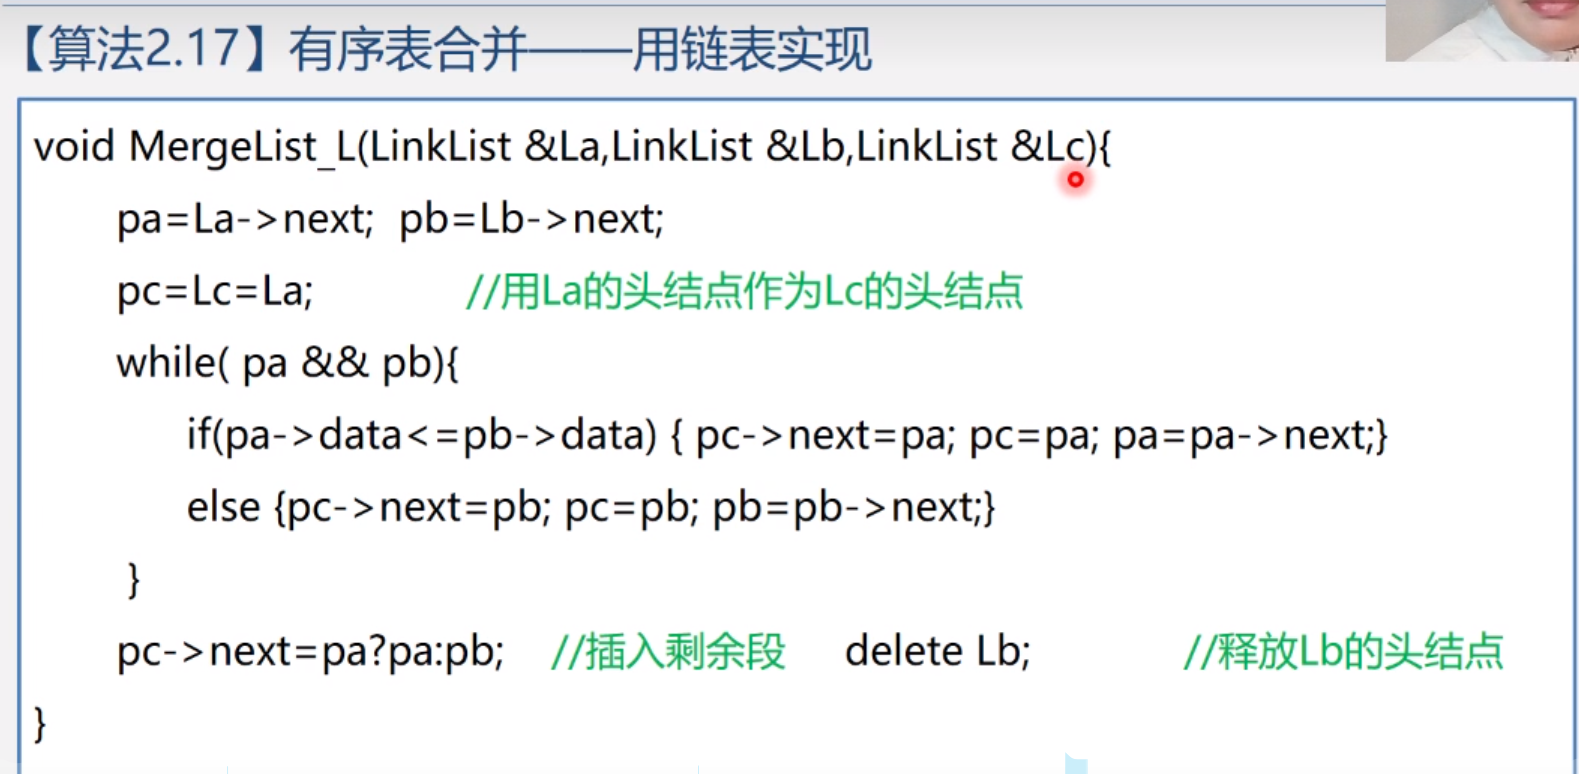 【算法2.17】有序表合并——用链表实现
void MergeList_L(LinkList &La,LinkList &Lb,LinkList &Lc){
pa=La->next;  pb=Lb->next;
pc=Lc=La;  //用La的头结点作为Lc的头结点
while( pa && pb){
if(pa->data<=pb->data) { pc->next=pa; pc=pa; pa=pa->next;}
else {pc->next=pb; pc=pb; pb=pb->next;}
}
pc->next=pa?pa:pb;  //插入剩余段  delete Lb;  //释放Lb的头结点
}